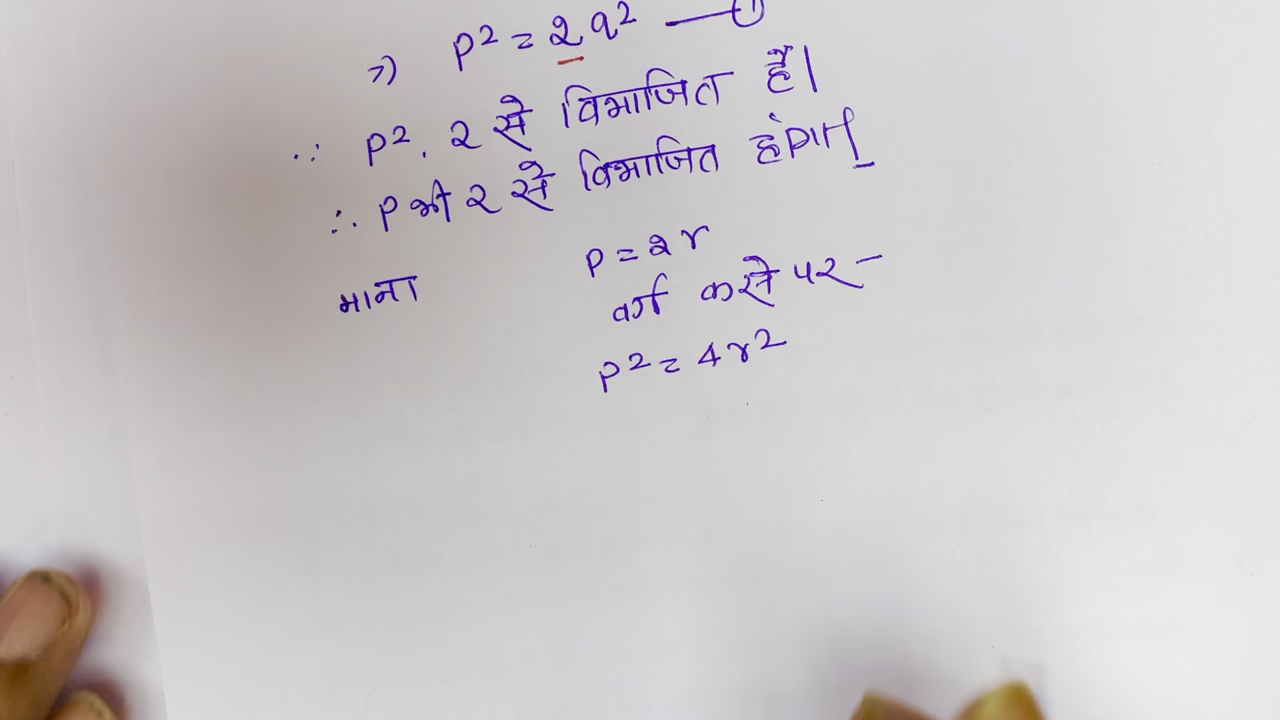 ⇒ p² = 2q² —①
∵ p², 2 से विभाजित है।
∴ p भी 2 से विभाजित होगा।
माना p = 2r
वर्ग करने पर -
p² = 4r²